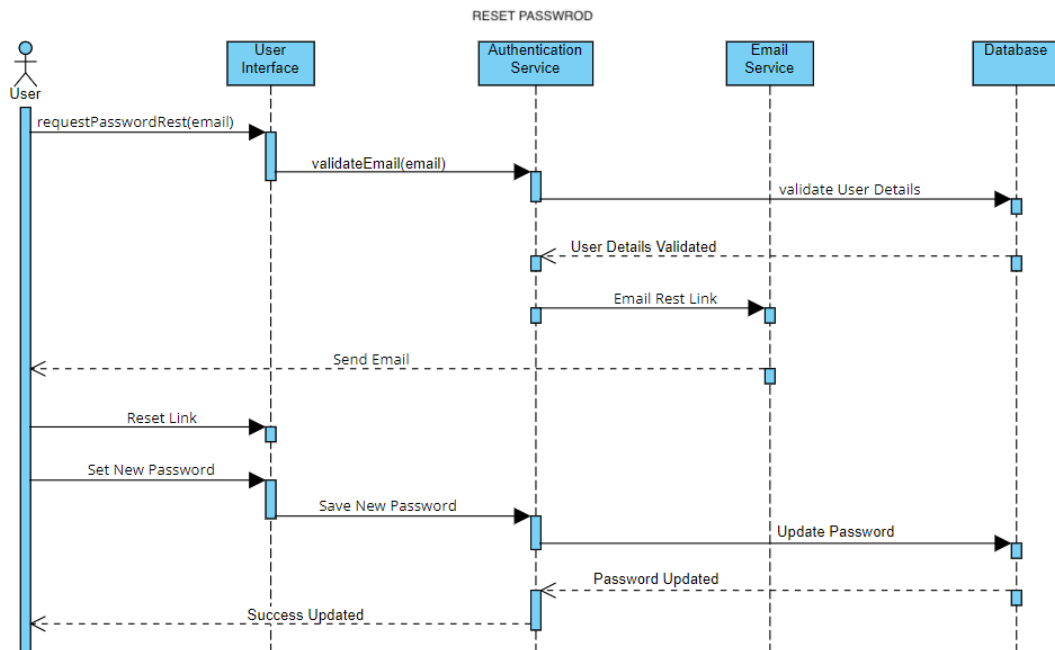 RESET PASSWROD
User
Interface
Authentication
Service
Email
Service
Database
User
requestPasswordRest(email)
validateEmail(email)
validate User Details
User Details Validated
Email Rest Link
Send Email
Reset Link
Set New Password
Save New Password
Update Password
Password Updated
Success Updated